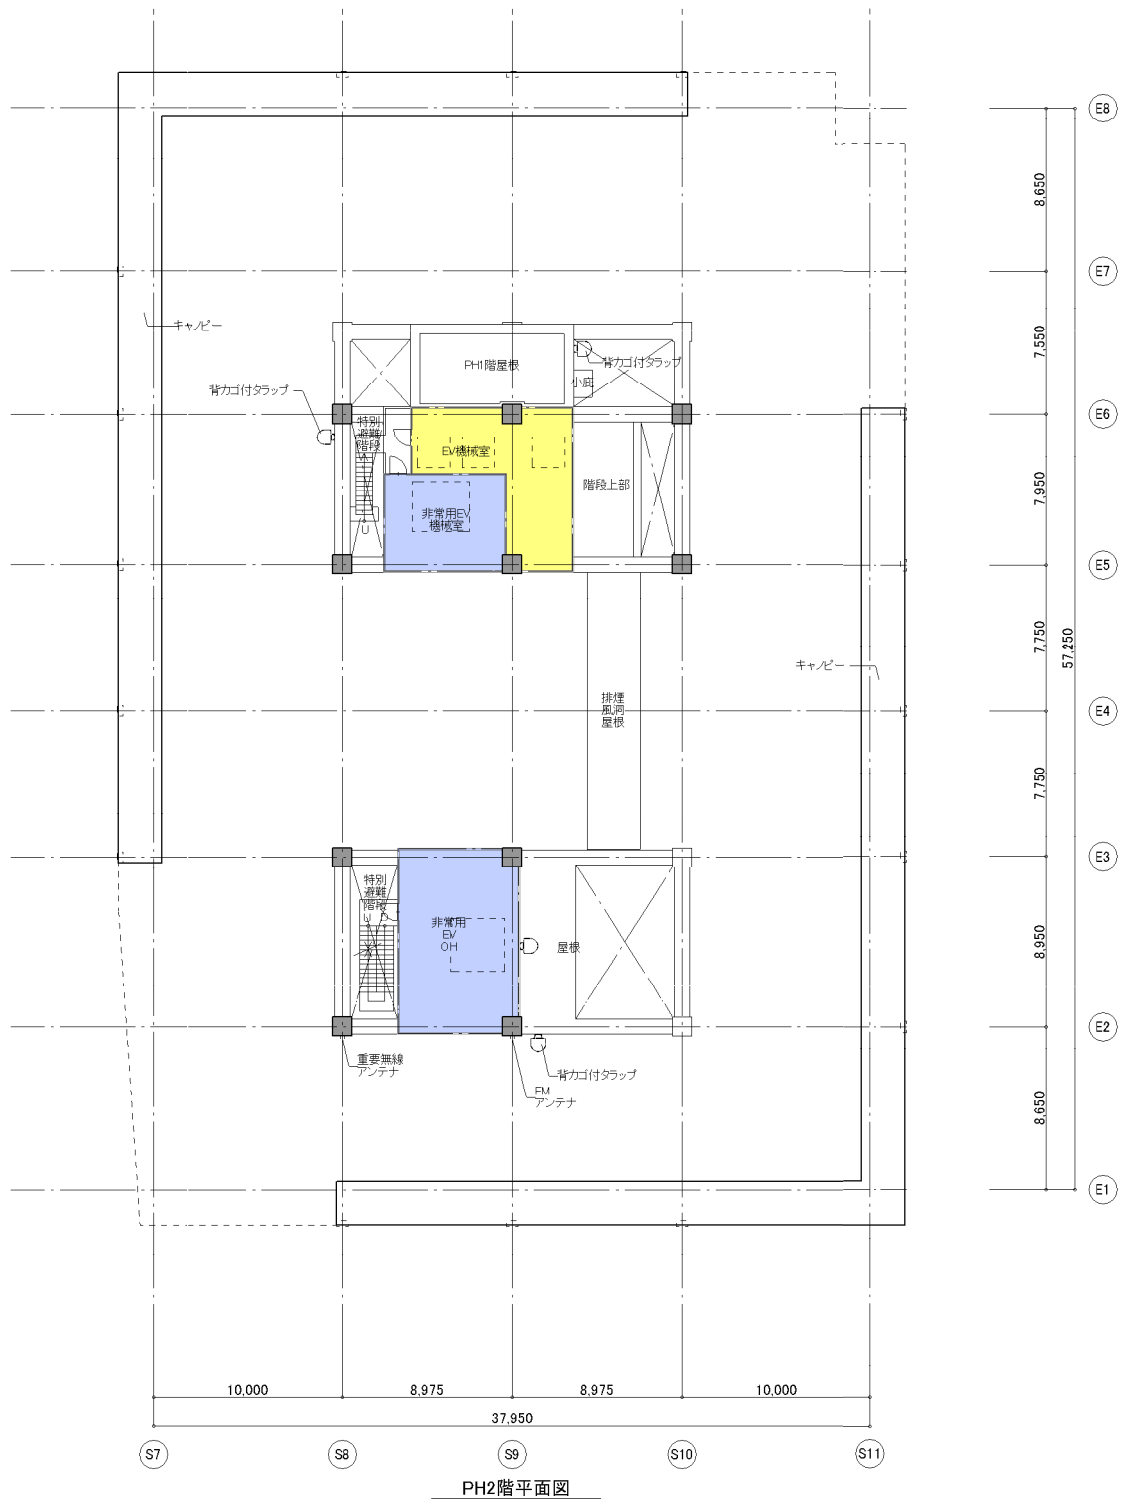 E8
8,650
E7
キャノピー
7,550
PH1階屋根
背カゴ付タラップ
小庇
背カゴ付タラップ
E6
特別
避難
階段
EV機械室
階段上部
7,950
非常用EV
機械室
U
E5
7,750
57,250
キャノピー
排煙
風洞
屋根
E4
7,750
E3
特別
避難
階段
U D
非常用
EV
OH
屋根
8,950
E2
重要無線
アンテナ
背カゴ付タラップ
FM
アンテナ
8,650
E1
10,000
8,975
8,975
10,000
37,950
S7
S8
S9
S10
S11
PH2階平面図